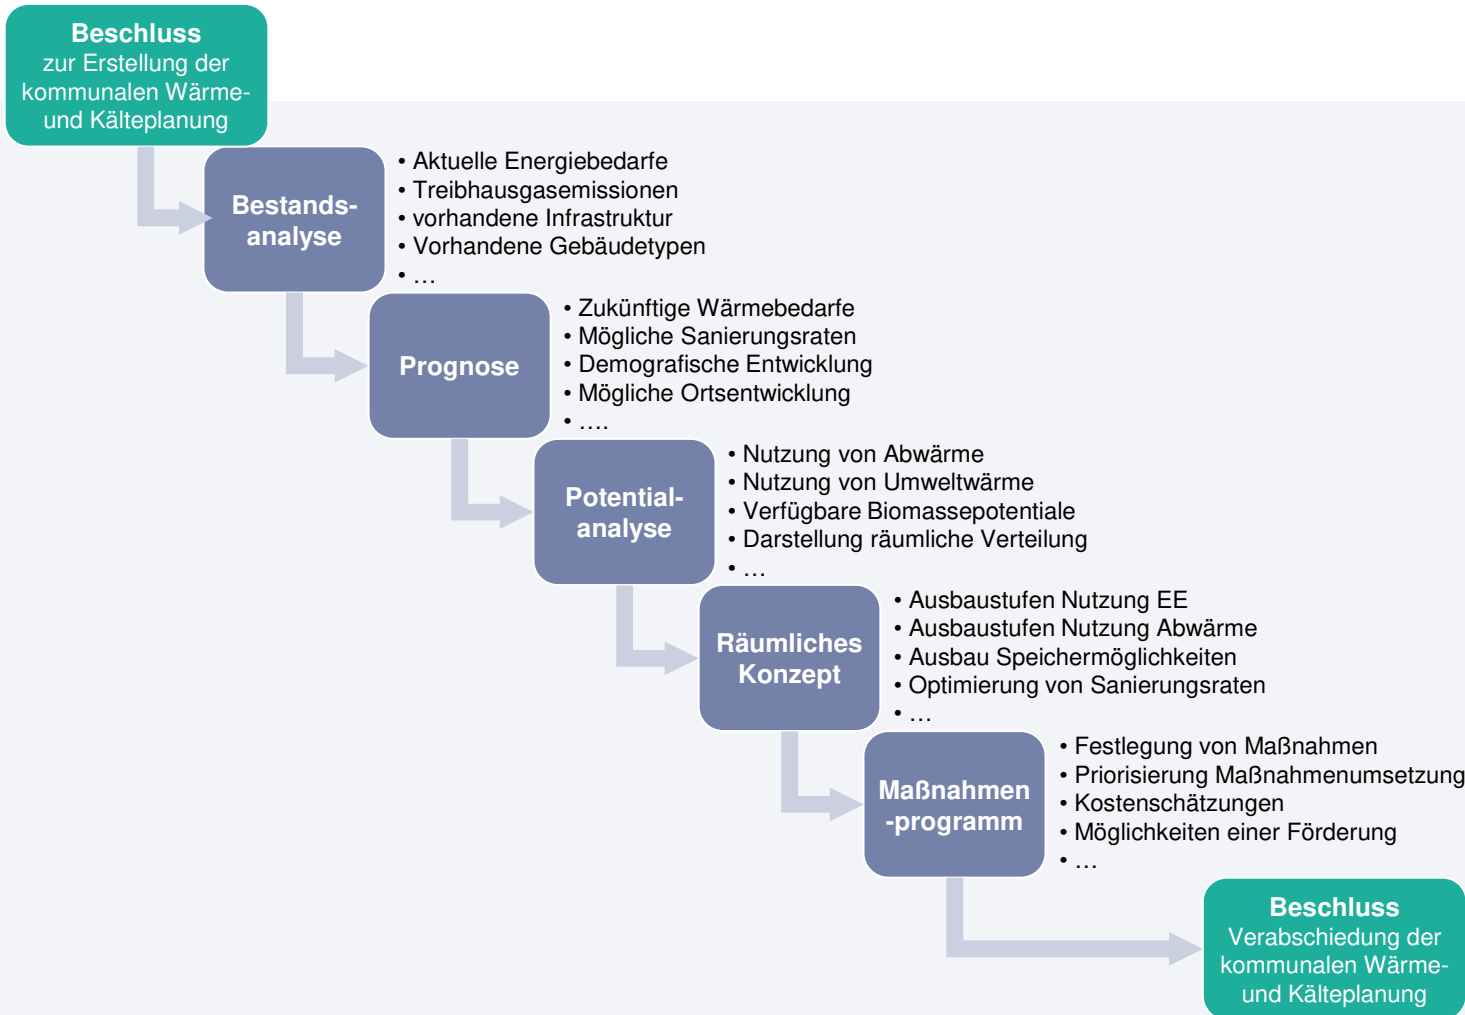 Beschluss
zur Erstellung der
kommunalen Wärme-
und Kälteplanung
Bestands-
analyse
• Aktuelle Energiebedarfe
• Treibhausgasemissionen
• vorhandene Infrastruktur
• Vorhandene Gebäudetypen
• …
Prognose
• Zukünftige Wärmebedarfe
• Mögliche Sanierungsraten
• Demografische Entwicklung
• Mögliche Ortsentwicklung
• ….
Potential-
analyse
• Nutzung von Abwärme
• Nutzung von Umweltwärme
• Verfügbare Biomassepotentiale
• Darstellung räumliche Verteilung
• …
Räumliches
Konzept
• Ausbaustufen Nutzung EE
• Ausbaustufen Nutzung Abwärme
• Ausbau Speichermöglichkeiten
• Optimierung von Sanierungsraten
• …
Maßnahmen
-programm
• Festlegung von Maßnahmen
• Priorisierung Maßnahmenumsetzung
• Kostenschätzungen
• Möglichkeiten einer Förderung
• …
Beschluss
Verabschiedung der
kommunalen Wärme-
und Kälteplanung